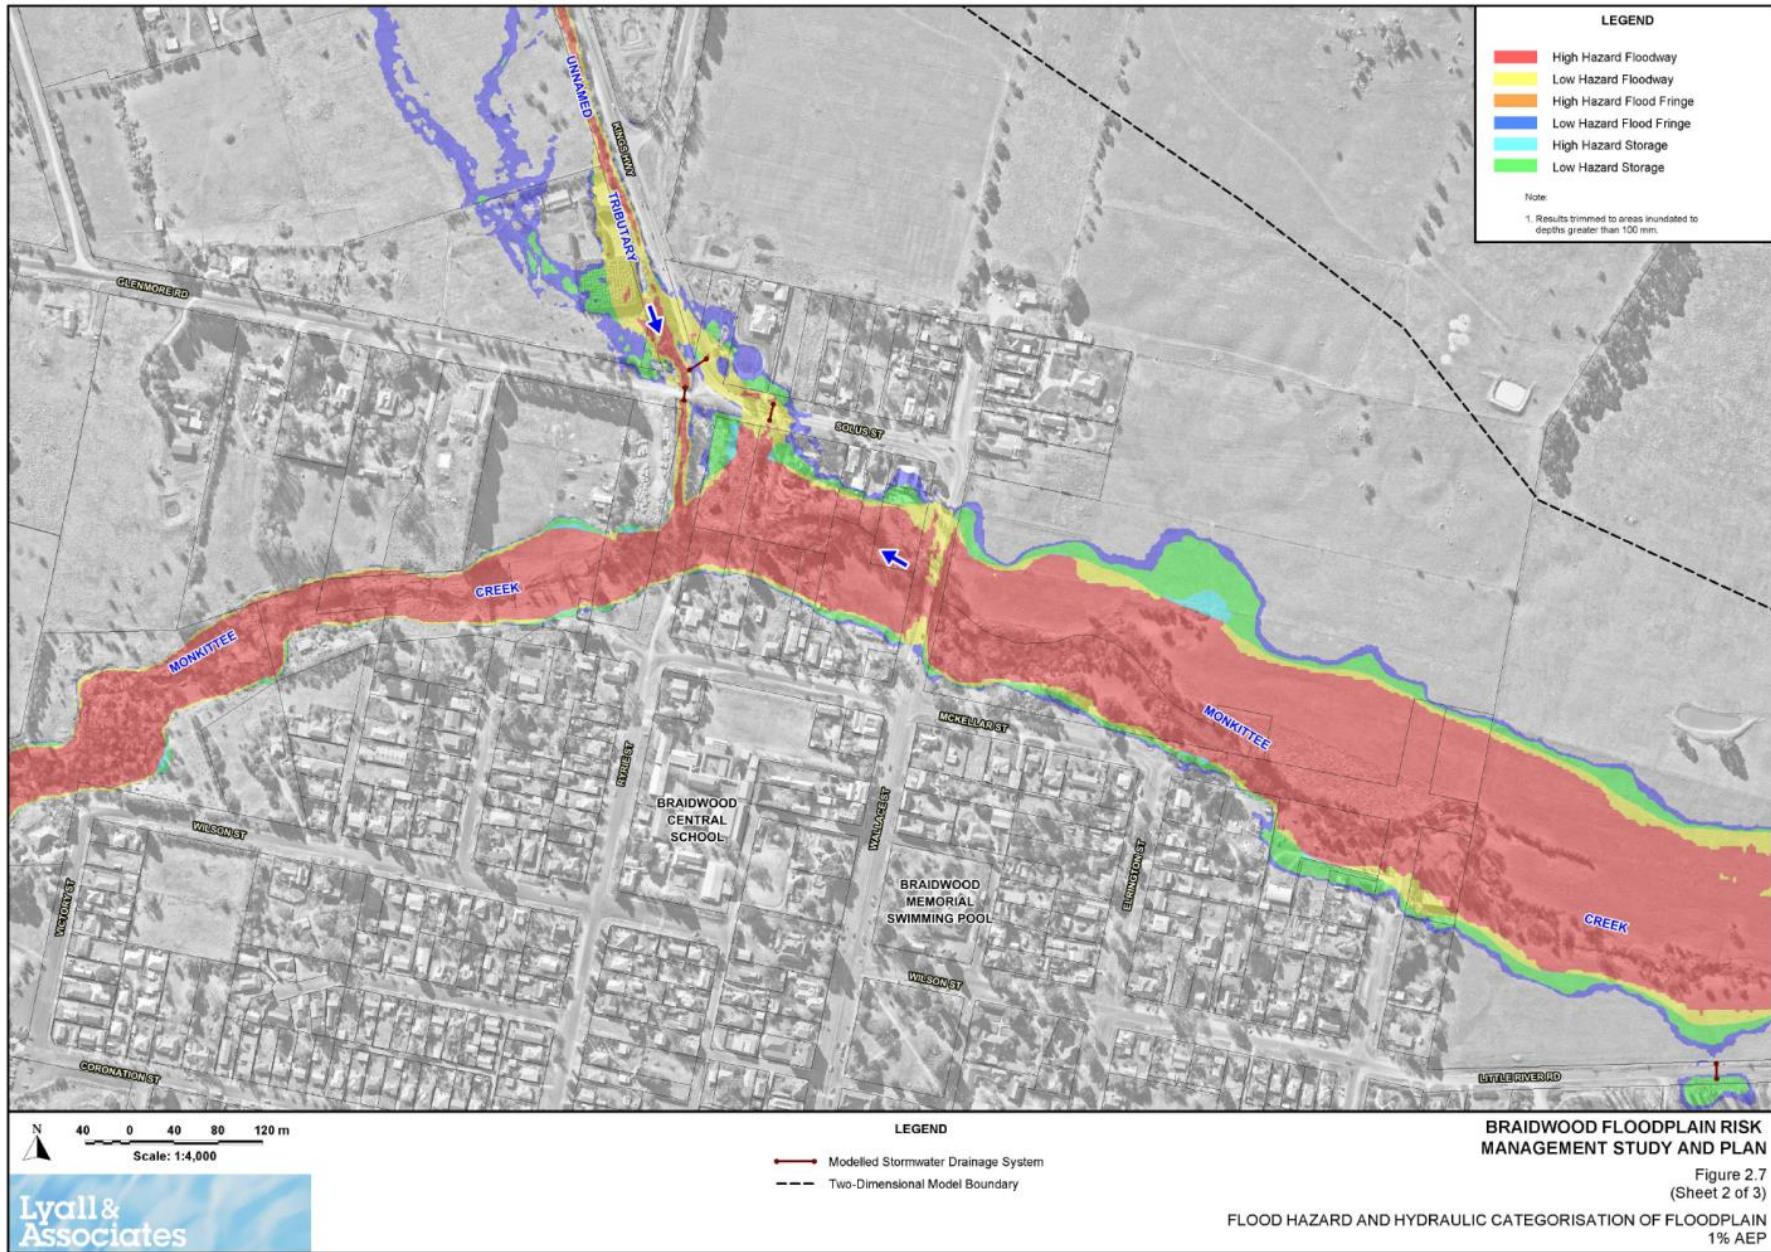 LEGEND
High Hazard Floodway
Low Hazard Floodway
High Hazard Flood Fringe
Low Hazard Flood Fringe
High Hazard Storage
Low Hazard Storage
Note:
1. Results trimmed to areas inundated to
depths greater than 100 mm.
UNNAMED
KINGS HWY
TRIBUTARY
GLENMORE RD
SOLUS ST
CREEK
MONKITTEE
MONKITTEE
MCKELLAR ST
RYRIE ST
WALLACE ST
BRAIDWOOD
CENTRAL
SCHOOL
WILSON ST
ELRINGTON ST
BRAIDWOOD
MEMORIAL
SWIMMING POOL
VICTORY ST
CREEK
WILSON ST
CORONATION ST
LITTLE RIVER RD
N
40 0 40 80 120 m
Scale: 1:4,000
Lyall &
Associates
LEGEND
Modelled Stormwater Drainage System
Two-Dimensional Model Boundary
BRAIDWOOD FLOODPLAIN RISK
MANAGEMENT STUDY AND PLAN
Figure 2.7
(Sheet 2 of 3)
FLOOD HAZARD AND HYDRAULIC CATEGORISATION OF FLOODPLAIN
1% AEP